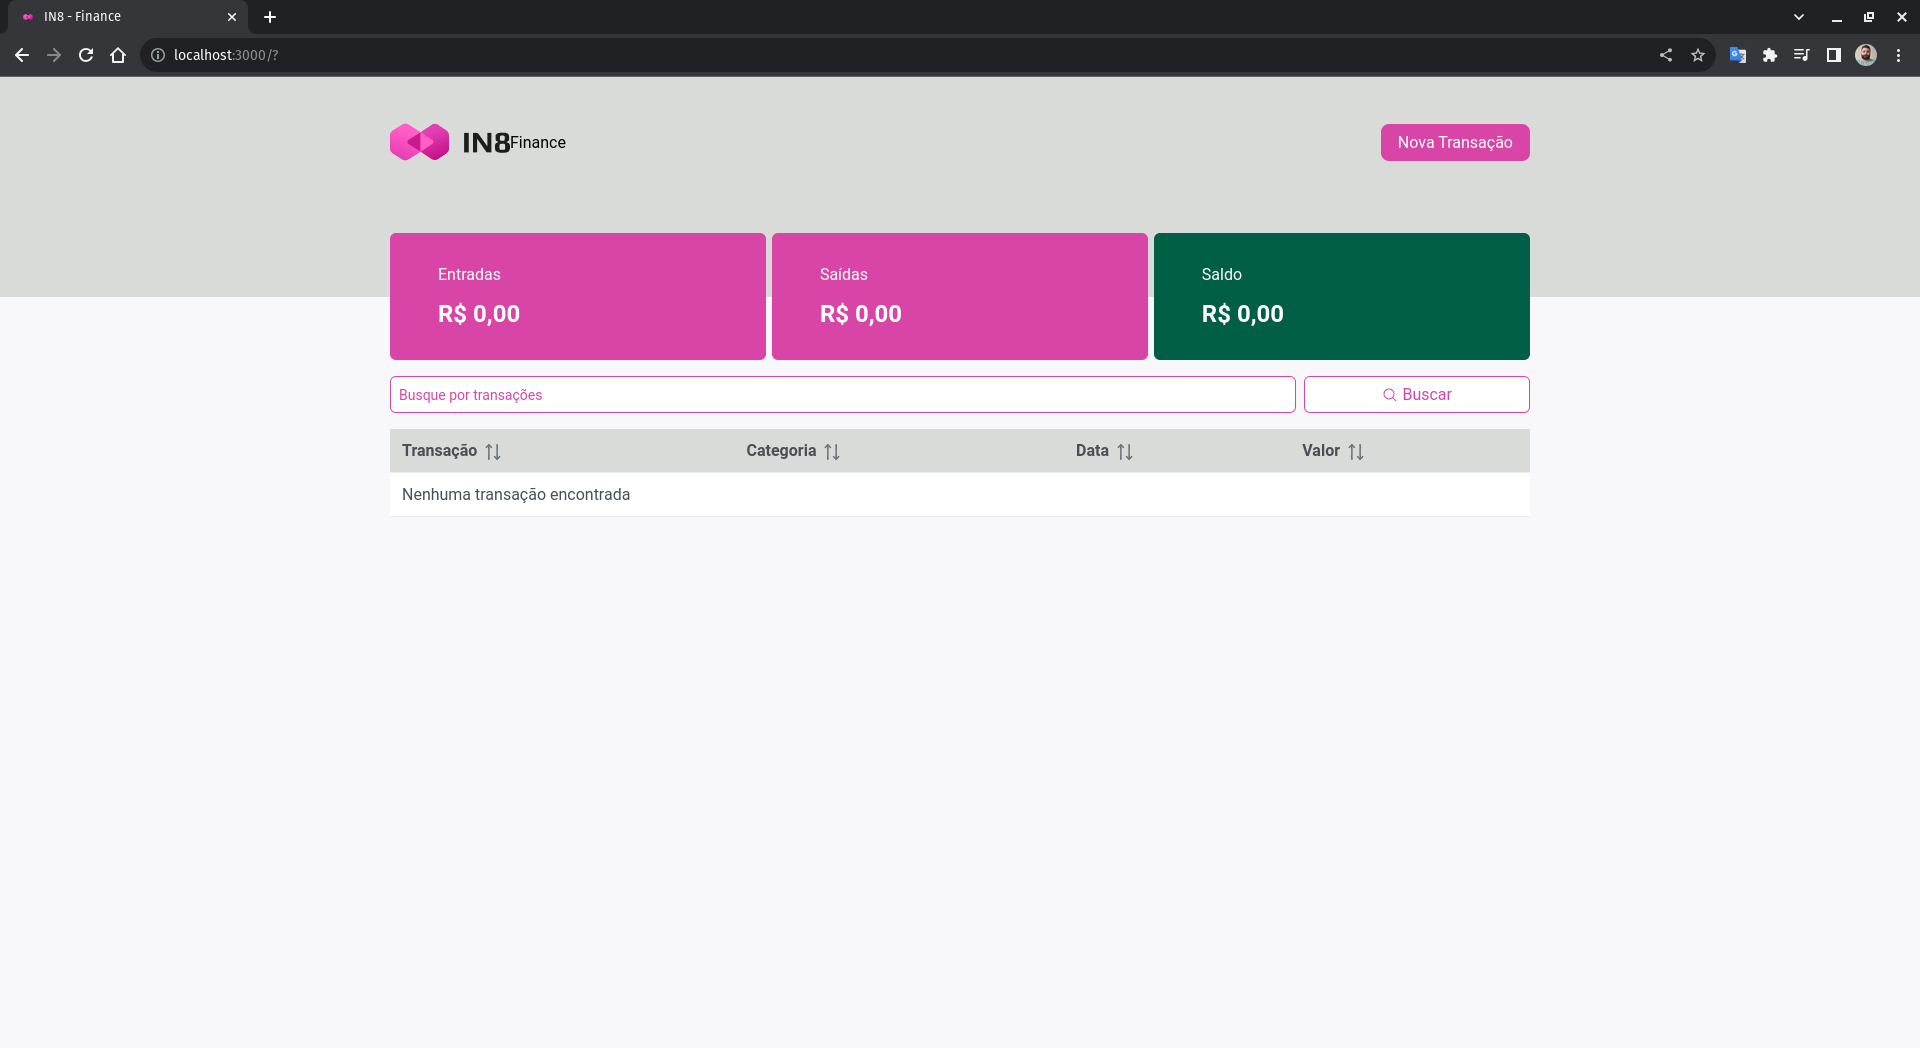 IN8 - Finance
localhost:3000/?
IN8Finance
Nova Transação
Entradas
Saídas
Saldo
R$ 0,00
R$ 0,00
R$ 0,00
Busque por transações
Buscar
Transação
Categoria
Data
Valor
Nenhuma transação encontrada